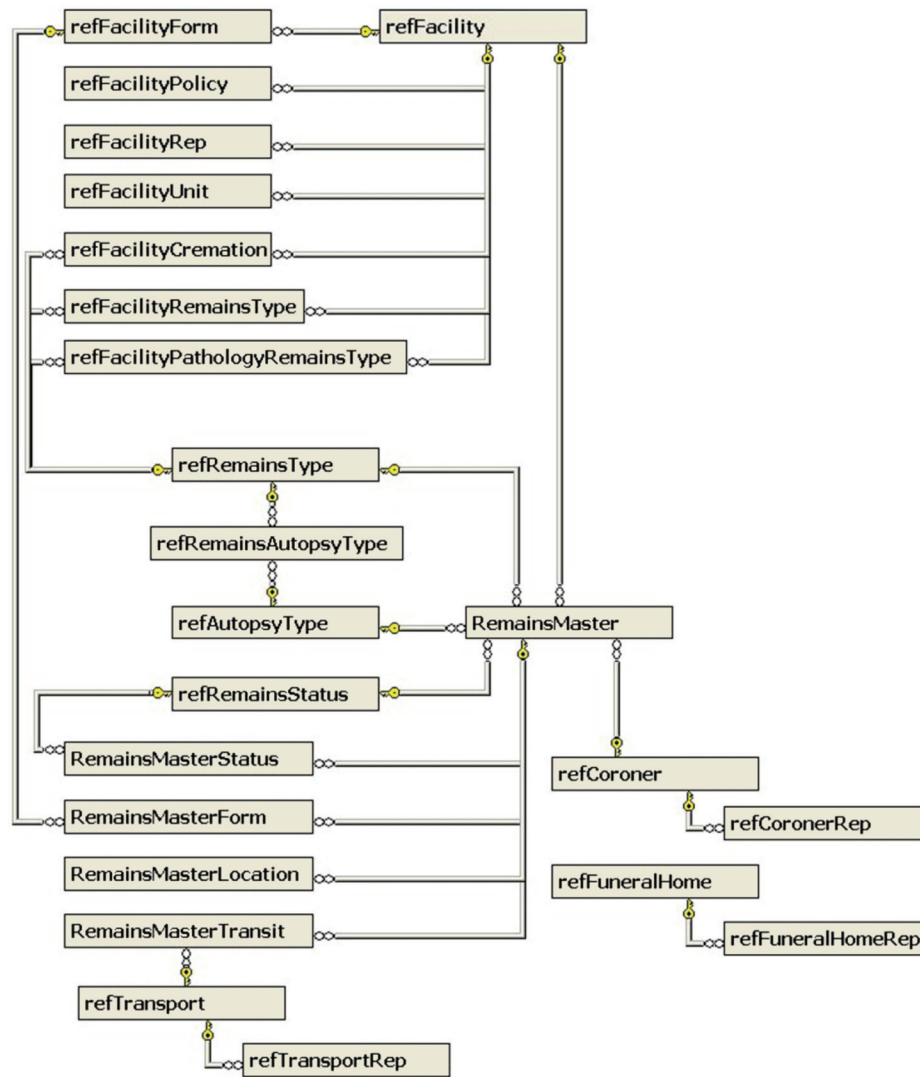 refFacilityForm
refFacility
refFacilityPolicy
refFacilityRep
refFacilityUnit
refFacilityCremation
refFacilityRemainsType
refFacilityPathologyRemainsType
refRemainsType
refRemainsAutopsyType
refAutopsyType
RemainsMaster
refRemainsStatus
RemainsMasterStatus
refCoroner
RemainsMasterForm
refCoronerRep
RemainsMasterLocation
refFuneralHome
RemainsMasterTransit
refFuneralHomeRep
refTransport
refTransportRep